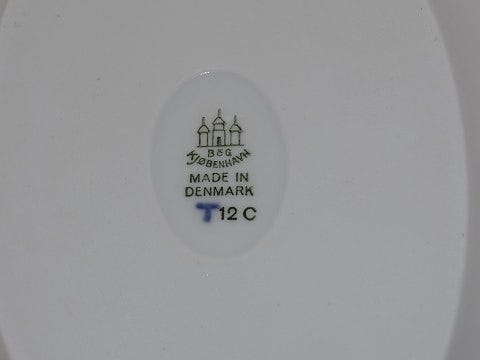 B&G
KJØBENHAVN
MADE IN
DENMARK
T 12 C